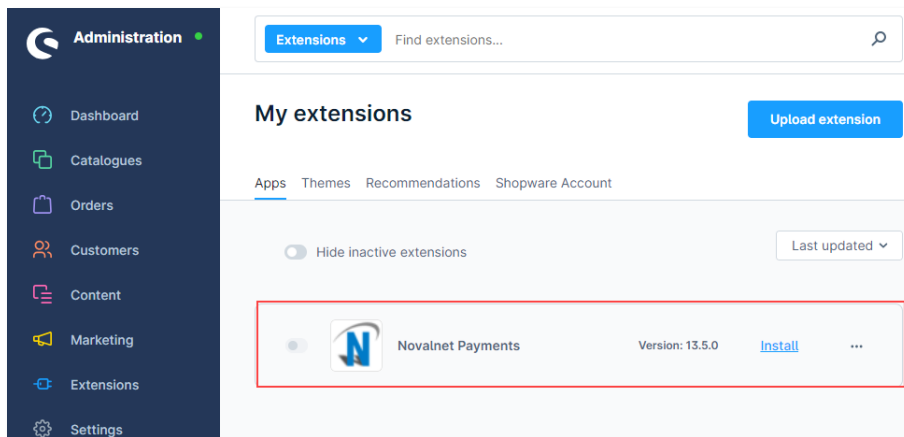 Administration
Extensions
Find extensions...
Dashboard
Catalogues
Orders
Customers
Content
Marketing
Extensions
Settings
My extensions
Upload extension
Apps Themes Recommendations Shopware Account
Hide inactive extensions
Last updated
Novalnet Payments Version: 13.5.0 Install ...